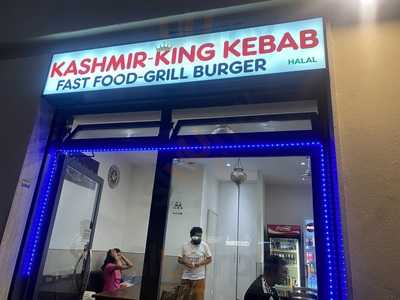 KASHMIR-KING KEBAB
FAST FOOD-GRILL BURGER
HALAL